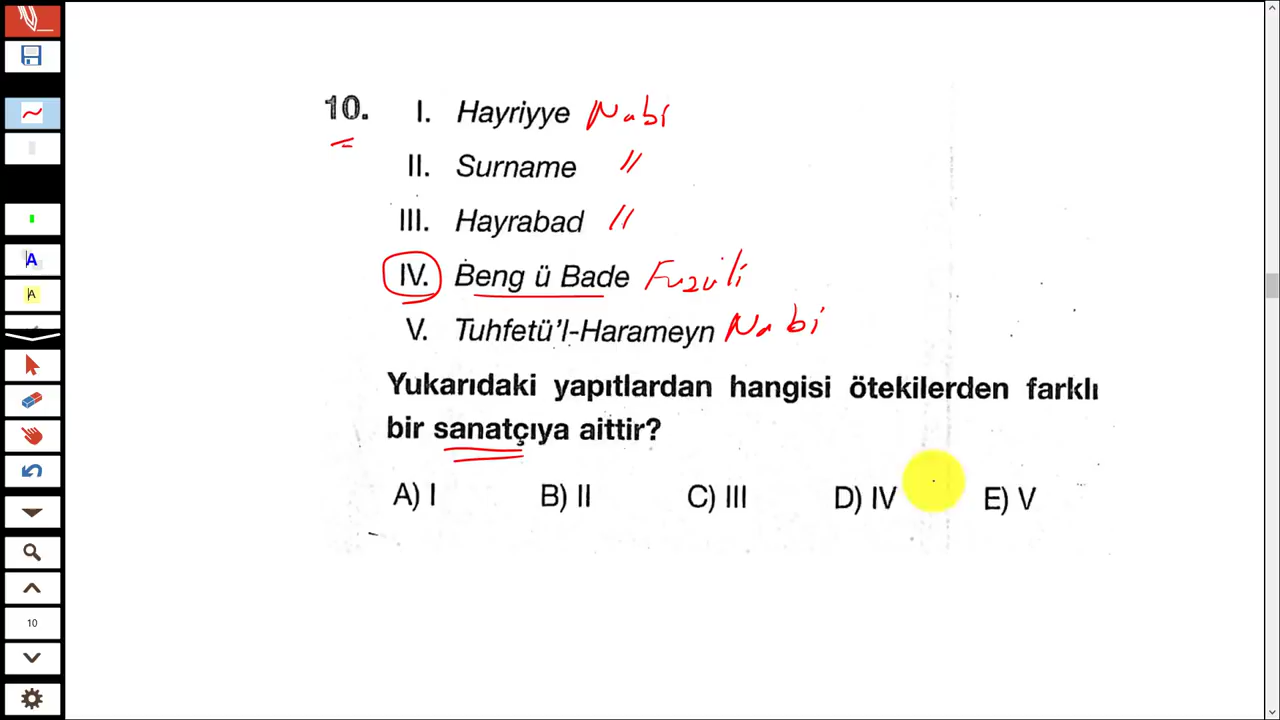 10. I. Hayriyye Nabi
II. Surname //
III. Hayrabad //
IV. Beng ü Bade Fuzûli
V. Tuhfetü'l-Harameyn Nabi
Yukarıdaki yapıtlardan hangisi ötekilerden farklı
bir sanatçıya aittir?
A) I B) II C) III D) IV E) V
A
A
10